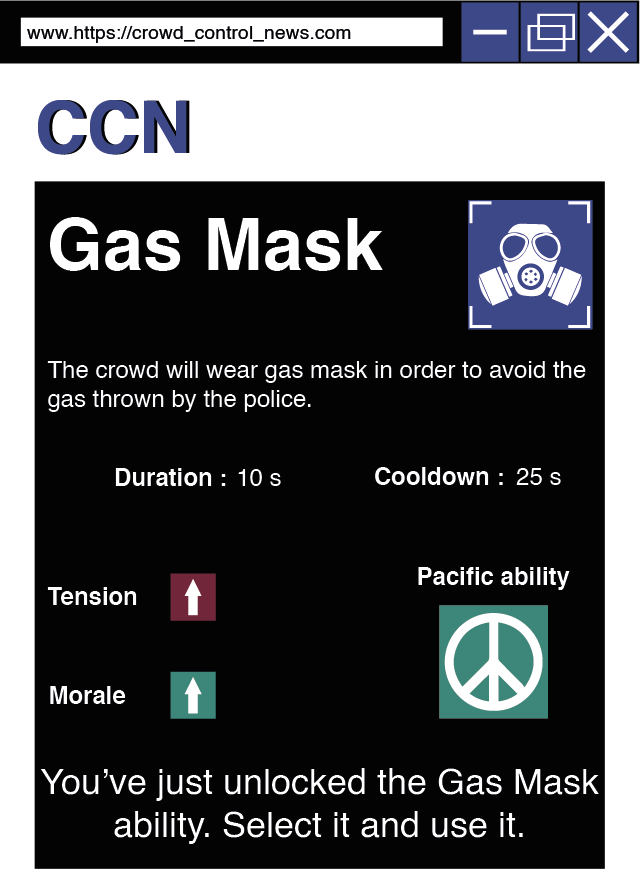 www.https://crowd_control_news.com
CCN
Gas Mask
The crowd will wear gas mask in order to avoid the
gas thrown by the police.
Duration : 10 s
Cooldown : 25 s
Pacific ability
Tension
Morale
You've just unlocked the Gas Mask
ability. Select it and use it.